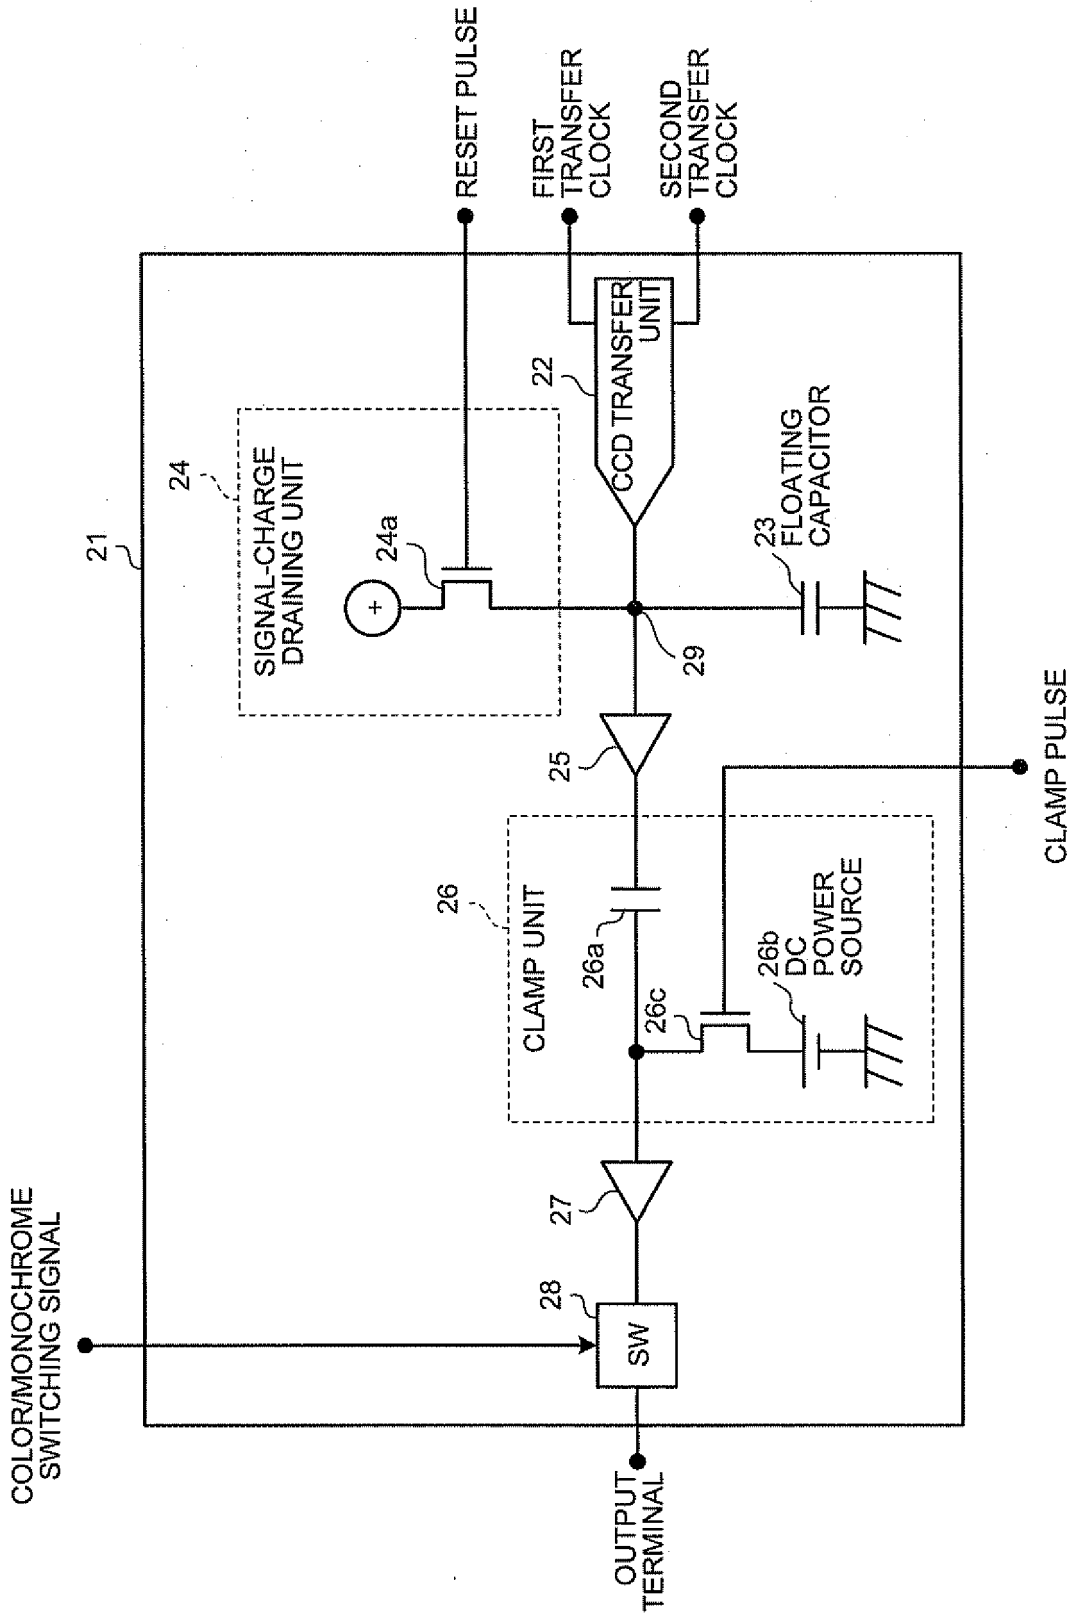 COLOR/MONOCHROME
SWITCHING SIGNAL
21
24
SIGNAL-CHARGE
DRAINING UNIT
24a
RESET PULSE
FIRST
TRANSFER
CLOCK
SECOND
TRANSFER
CLOCK
22
CCD TRANSFER
UNIT
23
FLOATING
CAPACITOR
29
25
26
CLAMP UNIT
26a
26c
26b
DC
POWER
SOURCE
CLAMP PULSE
27
28
SW
OUTPUT
TERMINAL
+